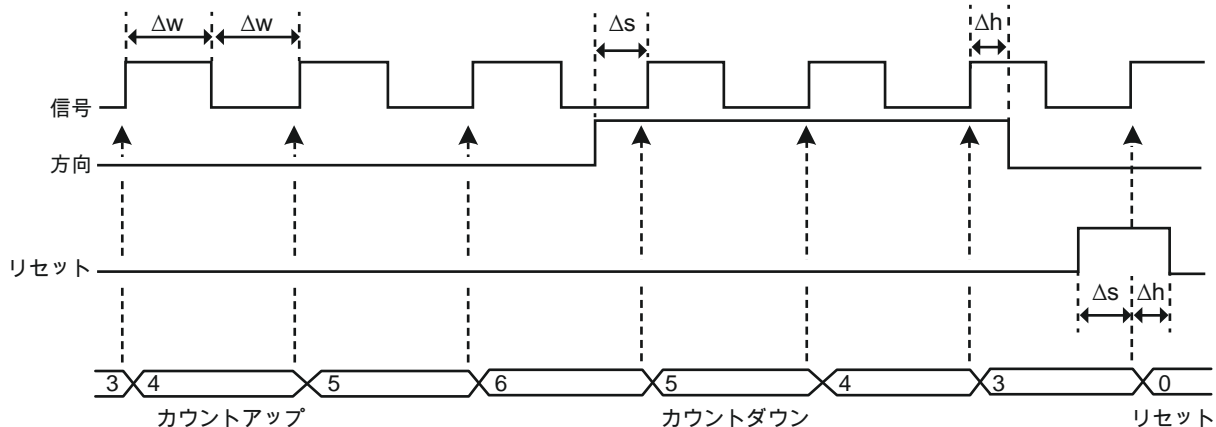 Δw Δw Δs Δh
信号
方向
リセット
Δs Δh
3 4 5 6 5 4 3 0
カウントアップ カウントダウン リセット